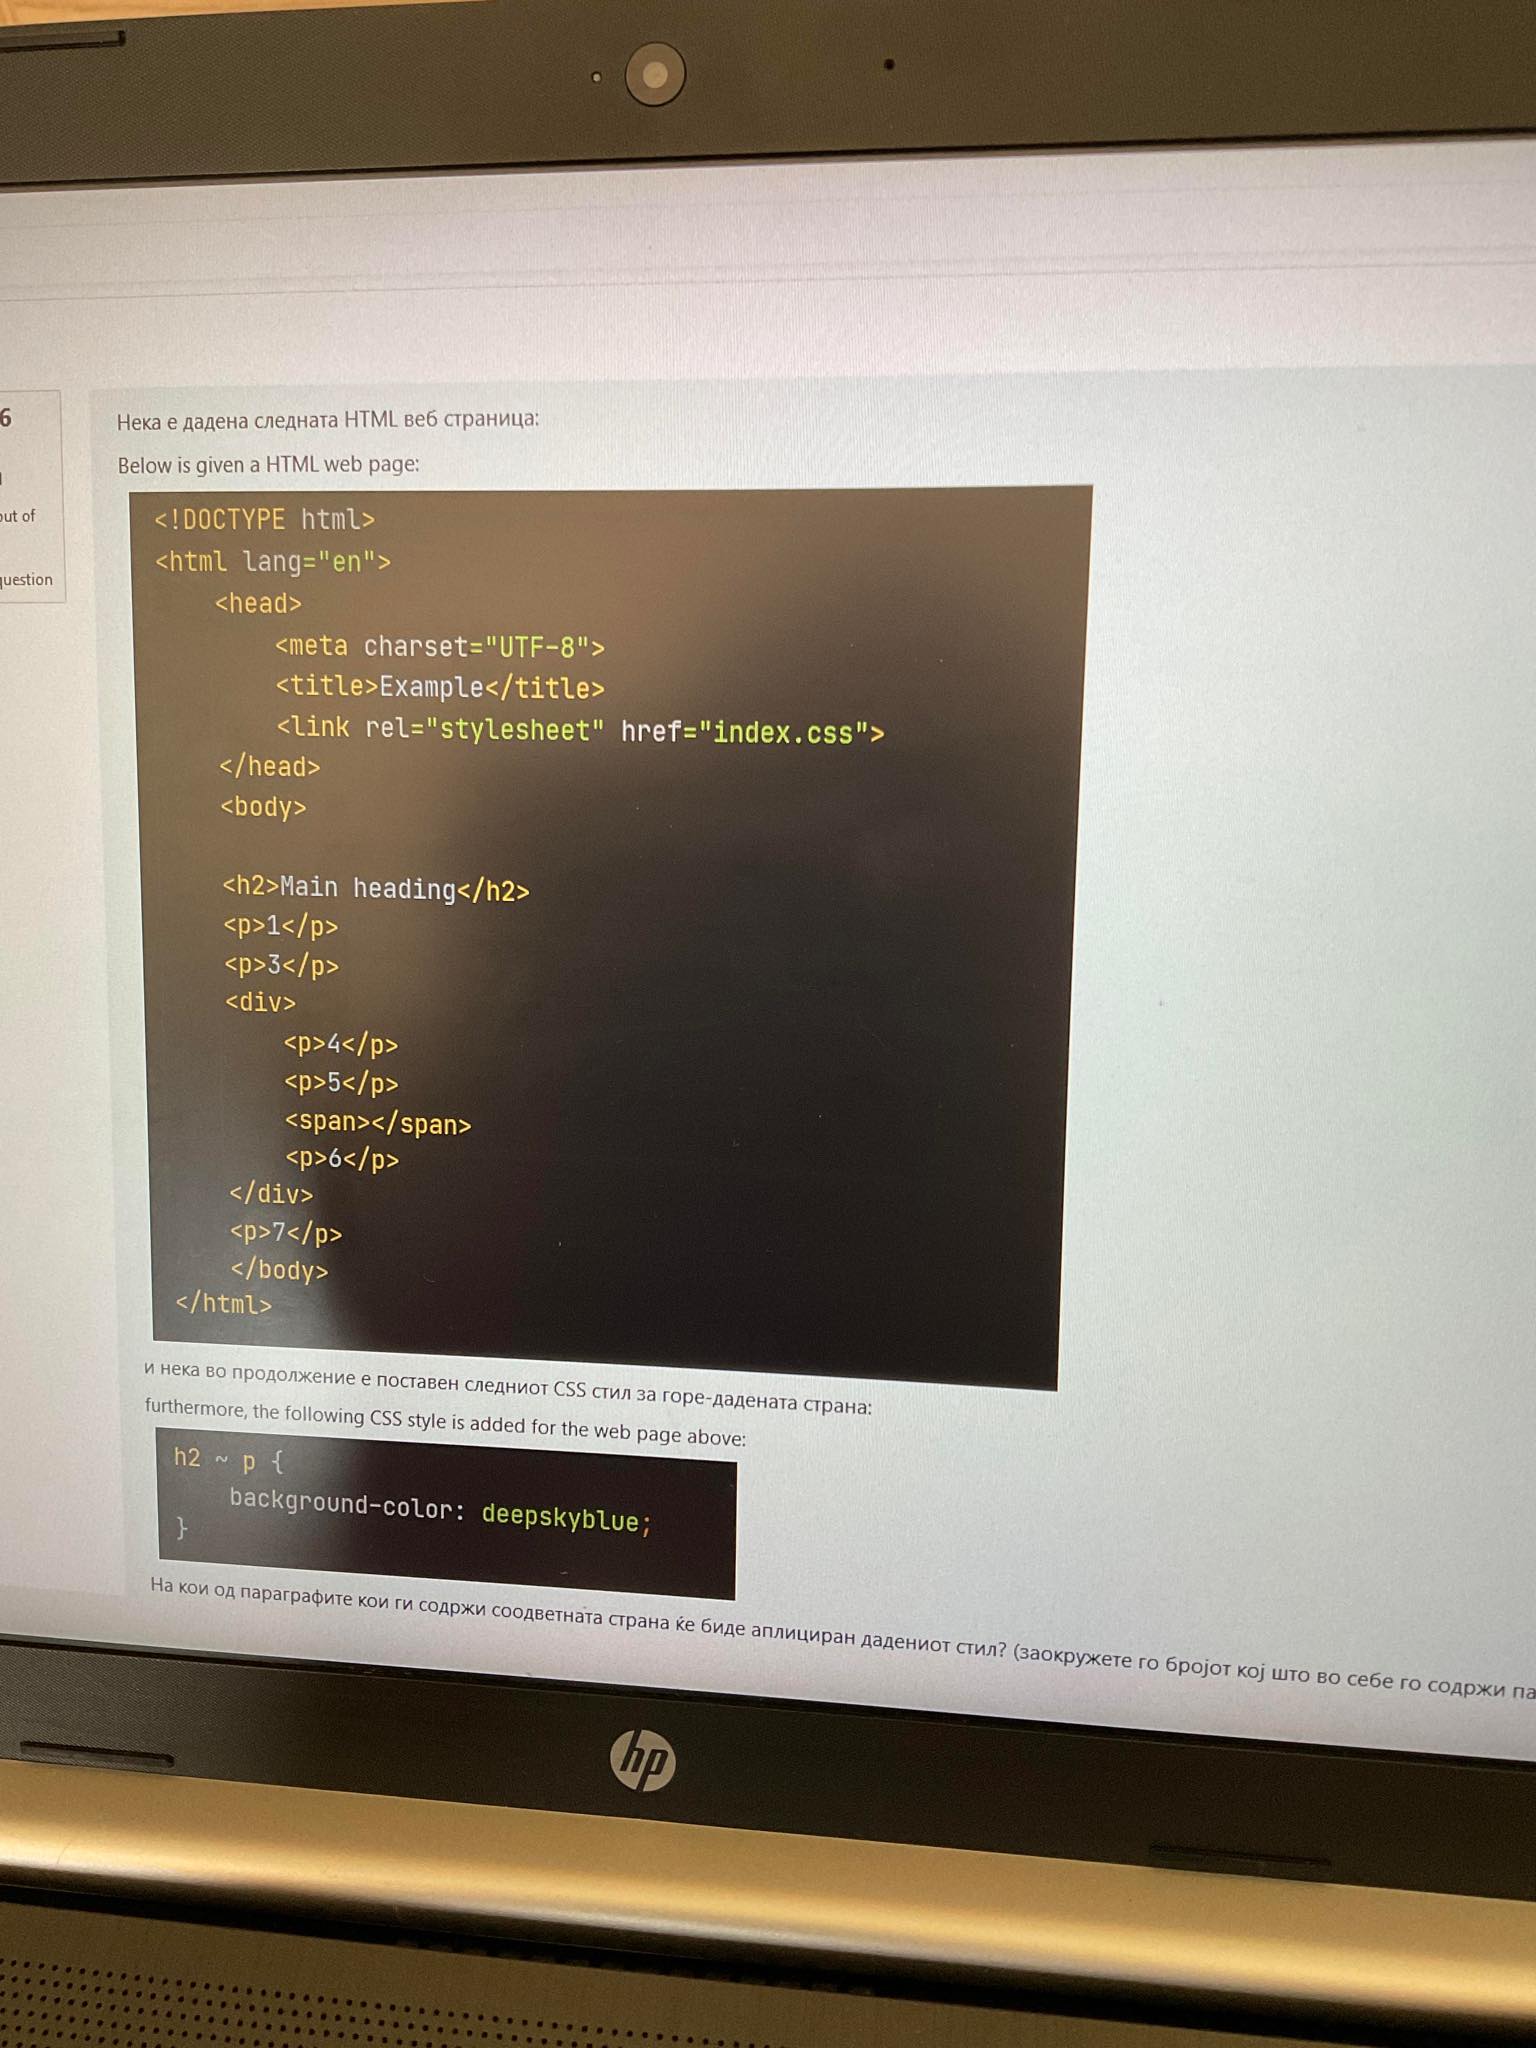 6
Нека е дадена следната HTML веб страница:
Below is given a HTML web page:
out of
question
<!DOCTYPE html>
<html lang="en">
<head>
<meta charset="UTF-8">
<title>Example</title>
<link rel="stylesheet" href="index.css">
</head>
<body>
<h2>Main heading</h2>
<p>1</p>
<p>3</p>
<div>
<p>4</p>
<p>5</p>
<span></span>
<p>6</p>
</div>
<p>7</p>
</body>
</html>
и нека во продолжение е поставен следниот CSS стил за горе-дадената страна:
furthermore, the following CSS style is added for the web page above:
h2 ~ p {
background-color: deepskyblue;
}
На кои од параграфите кои ги содржи соодветната страна ќе биде аплициран дадениот стил? (заокружете го бројот кој што во себе го содржи па
hp